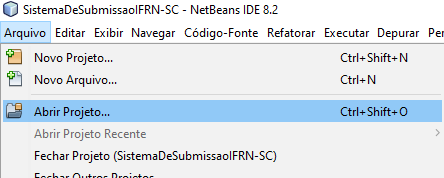 SistemaDeSubmissaoIFRN-SC - NetBeans IDE 8.2
Arquivo Editar Exibir Navegar Código-Fonte Refatorar Executar Depurar
Novo Projeto... Ctrl+Shift+N
Novo Arquivo... Ctrl+N
Abrir Projeto... Ctrl+Shift+O
Abrir Projeto Recente
Fechar Projeto (SistemaDeSubmissaoIFRN-SC)
Fechar Outros Projetos